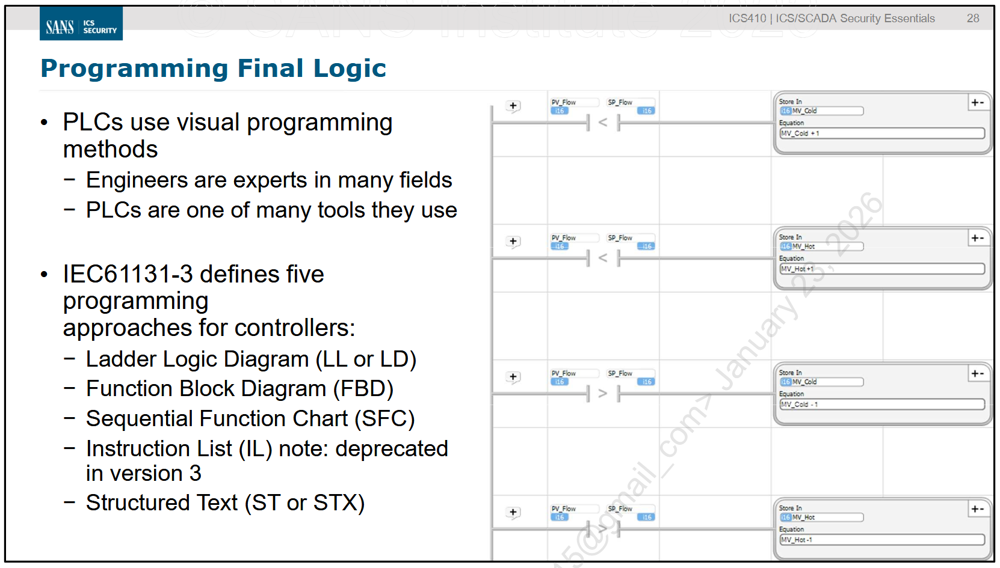 © SANS Institute 2026
SANS
ICS
SECURITY
ICS410 | ICS/SCADA Security Essentials
28
Programming Final Logic
• PLCs use visual programming
methods
– Engineers are experts in many fields
– PLCs are one of many tools they use
• IEC61131-3 defines five
programming
approaches for controllers:
– Ladder Logic Diagram (LL or LD)
– Function Block Diagram (FBD)
– Sequential Function Chart (SFC)
– Instruction List (IL) note: deprecated
in version 3
– Structured Text (ST or STX)
+
PV_Flow
i16
<
SP_Flow
i16
Store In
+-
i16 MV_Cold
Equation
MV_Cold + 1
+
PV_Flow
i16
<
SP_Flow
i16
Store In
+-
i16 MV_Hot
Equation
MV_Hot +1
+
PV_Flow
i16
>
SP_Flow
i16
Store In
+-
i16 MV_Cold
Equation
MV_Cold - 1
+
PV_Flow
i16
>
SP_Flow
i16
Store In
+-
i16 MV_Hot
Equation
MV_Hot -1
15@gmail_com> January 23, 2026